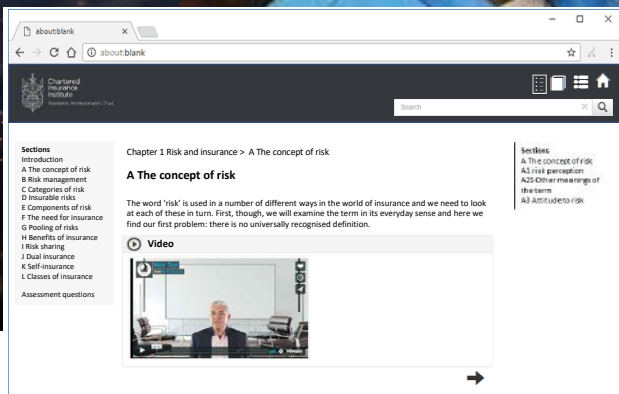 about:blank
about:blank
Chartered
Insurance
Institute
Standards. Professionalism. Trust.
Search
Sections
Introduction
A The concept of risk
B Risk management
C Categories of risk
D Insurable risks
E Components of risk
F The need for insurance
G Pooling of risks
H Benefits of insurance
I Risk sharing
J Dual insurance
K Self-insurance
L Classes of insurance
Assessment questions
Chapter 1 Risk and insurance > A The concept of risk
A The concept of risk
The word 'risk' is used in a number of different ways in the world of insurance and we need to look
at each of these in turn. First, though, we will examine the term in its everyday sense and here we
find our first problem: there is no universally recognised definition.
Video
vimeo
Sections
A The concept of risk
A1 risk perception
A2S Other meanings of
the term
A3 Attitude to risk